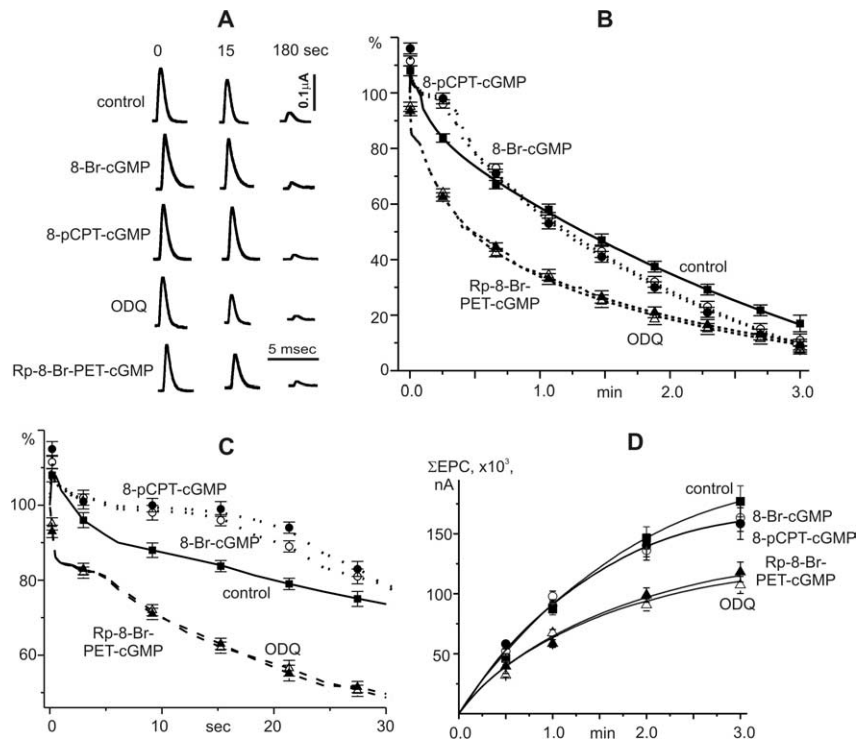 A
0 15 180 sec
control
0.1µA
8-Br-cGMP
8-pCPT-cGMP
ODQ
5 msec
Rp-8-Br-PET-cGMP
B
%
100
80
60
40
20
0
8-pCPT-cGMP
8-Br-cGMP
control
Rp-8-Br-
PET-cGMP
ODQ
0.0 1.0 min 2.0 3.0
C
%
100
80
60
8-pCPT-cGMP
8-Br-cGMP
control
Rp-8-Br-
PET-cGMP
ODQ
0 10 sec 20 30
D
ΣEPC, x10³,
nA
150
100
50
control
8-Br-cGMP
8-pCPT-cGMP
Rp-8-Br-
PET-cGMP
ODQ
0.0 1.0 min 2.0 3.0